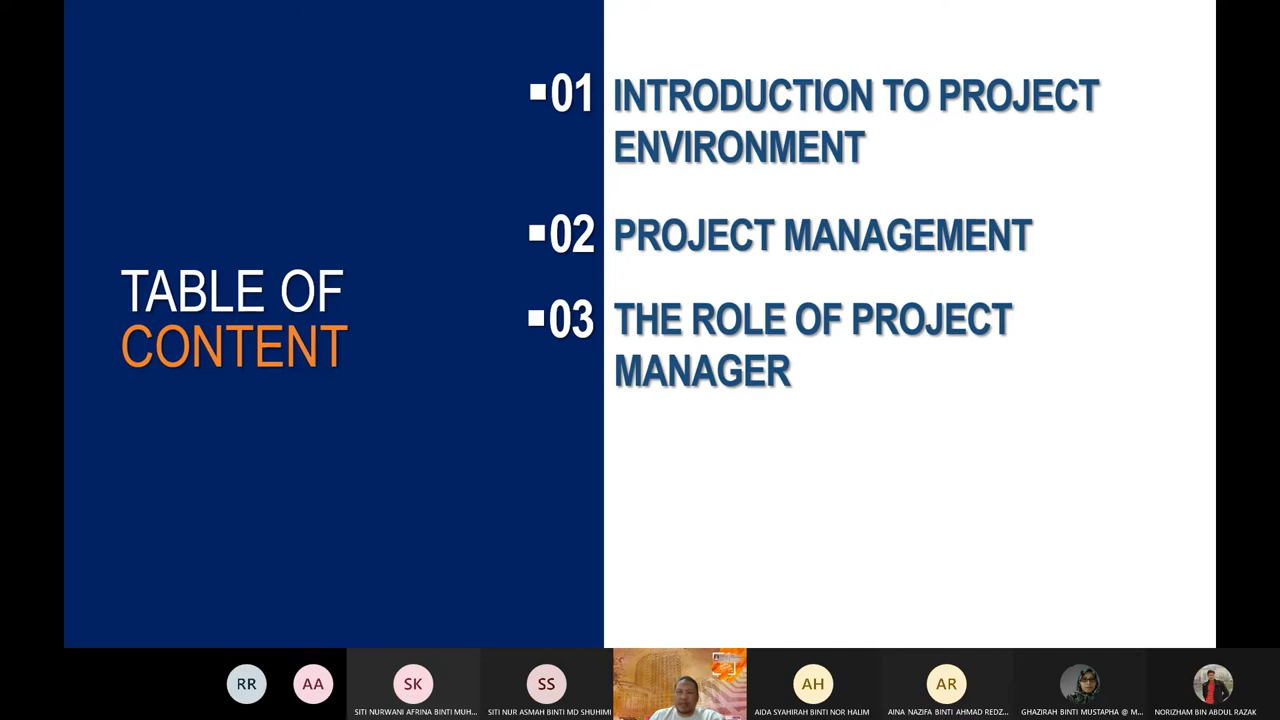 01 INTRODUCTION TO PROJECT
ENVIRONMENT
02 PROJECT MANAGEMENT
03 THE ROLE OF PROJECT
MANAGER
TABLE OF
CONTENT
RR
AA
SK
SS
AH
AR
SITI NURWANI AFRINA BINTI MUH...
SITI NUR ASMAH BINTI MD SHUHIMI
AIDA SYAHIRAH BINTI NOR HALIM
AINA NAZIFA BINTI AHMAD REDZ...
GHAZIRAH BINTI MUSTAPHA @ M...
NORIZHAM BIN ABDUL RAZAK